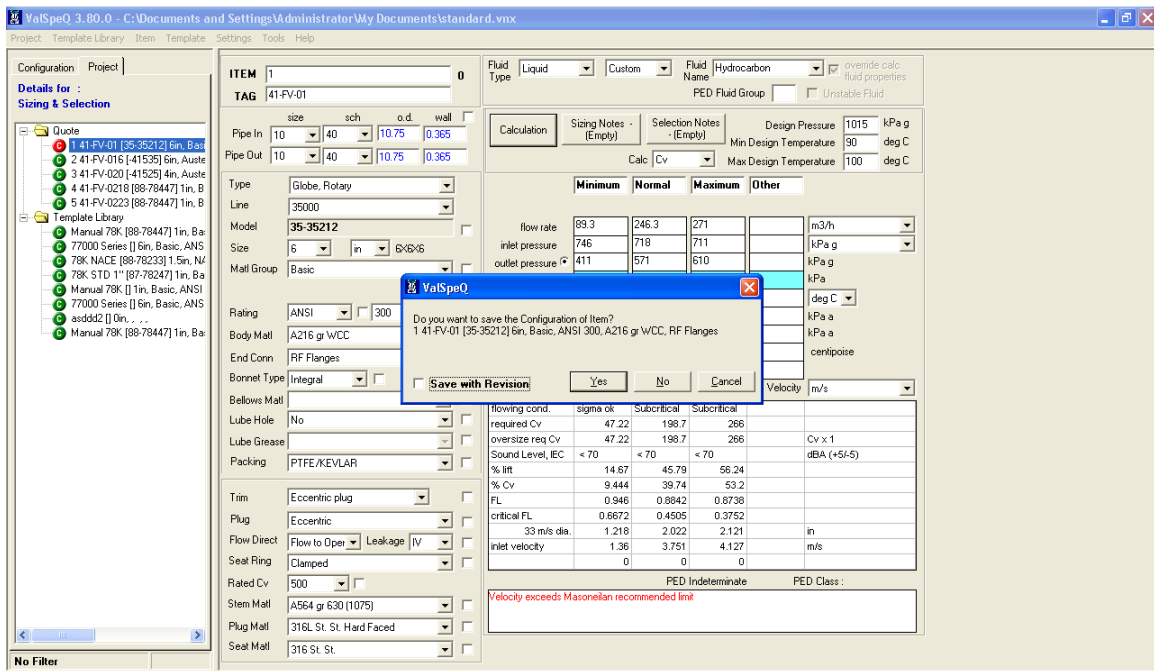 ValSpeQ 3.80.0 - C:\Documents and Settings\Administrator\My Documents\standard.vnx
Project Template Library Item Template Settings Tools Help
Configuration Project
Details for :
Sizing & Selection
Quote
1 41-FV-01 [35-35212] 6in, Basi
2 41-FV-016 [-41535] 6in, Auste
3 41-FV-020 [-41525] 4in, Auste
4 41-FV-0218 [88-78447] 1in, B
5 41-FV-0223 [88-78447] 1in, B
Template Library
Manual 78K [88-78447] 1in, Ba
77000 Series [] 6in, Basic, ANS
78K NACE [88-78233] 1.5in, NA
78K STD 1" [87-78247] 1in, Ba
Manual 78K [] 1in, Basic, ANSI
77000 Series [] 6in, Basic, ANS
asddd2 [] 0in, , , ,
Manual 78K [88-78447] 1in, Ba
No Filter
ITEM 1 0
TAG 41-FV-01
size sch o.d. wall
Pipe In 10 40 10.75 0.365
Pipe Out 10 40 10.75 0.365
Type Globe, Rotary
Line 35000
Model 35-35212
Size 6 in 6X6X6
Matl Group Basic
Rating ANSI 300
Body Matl A216 gr WCC
End Conn RF Flanges
Bonnet Type Integral
Bellows Matl
Lube Hole No
Lube Grease
Packing PTFE/KEVLAR
Trim Eccentric plug
Plug Eccentric
Flow Direct Flow to Oper Leakage IV
Seat Ring Clamped
Rated Cv 500
Stem Matl A564 gr 630 (1075)
Plug Matl 316L St. St. Hard Faced
Seat Matl 316 St. St.
Fluid Type Liquid Custom Fluid Name Hydrocarbon override calc fluid properties
PED Fluid Group Unstable Fluid
Calculation Sizing Notes - (Empty) Selection Notes - (Empty)
Design Pressure 1015 kPa g
Min Design Temperature 90 deg C
Calc Cv Max Design Temperature 100 deg C
Minimum Normal Maximum Other
flow rate 89.3 246.3 271 m3/h
inlet pressure 746 718 711 kPa g
outlet pressure 411 571 610 kPa g
kPa
deg C
kPa a
kPa a
centipoise
Velocity m/s
ValSpeQ
Do you want to save the Configuration of Item?
1 41-FV-01 [35-35212] 6in, Basic, ANSI 300, A216 gr WCC, RF Flanges
Save with Revision Yes No Cancel
flowing cond. sigma ok Subcritical Subcritical
required Cv 47.22 198.7 266
oversize req Cv 47.22 198.7 266 Cv x 1
Sound Level, IEC < 70 < 70 < 70 dBA (+5/-5)
% lift 14.67 45.79 56.24
% Cv 9.444 39.74 53.2
FL 0.946 0.8842 0.8738
critical FL 0.6672 0.4505 0.3752
33 m/s dia. 1.218 2.022 2.121 in
inlet velocity 1.36 3.751 4.127 m/s
0 0 0
PED Indeterminate PED Class :
Velocity exceeds Masoneilan recommended limit